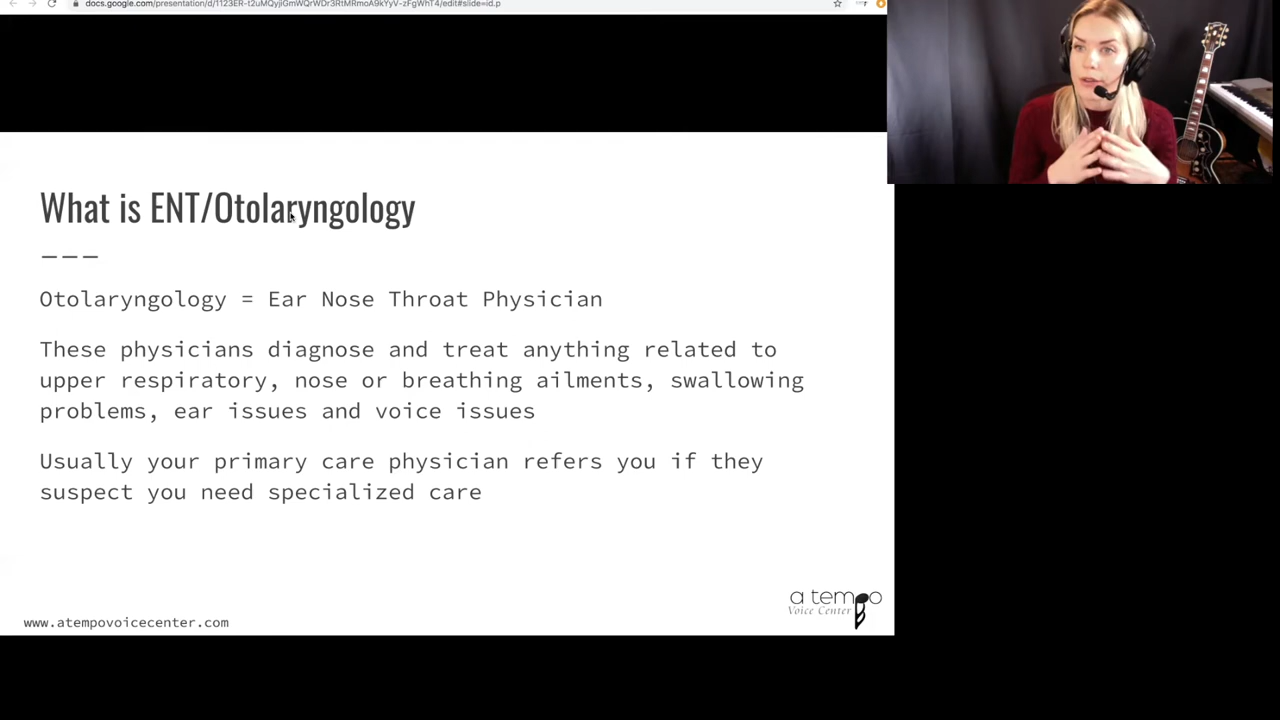 What is ENT/Otolaryngology
Otolaryngology = Ear Nose Throat Physician
These physicians diagnose and treat anything related to
upper respiratory, nose or breathing ailments, swallowing
problems, ear issues and voice issues
Usually your primary care physician refers you if they
suspect you need specialized care
a tempo
Voice Center
www.atempovoicecenter.com